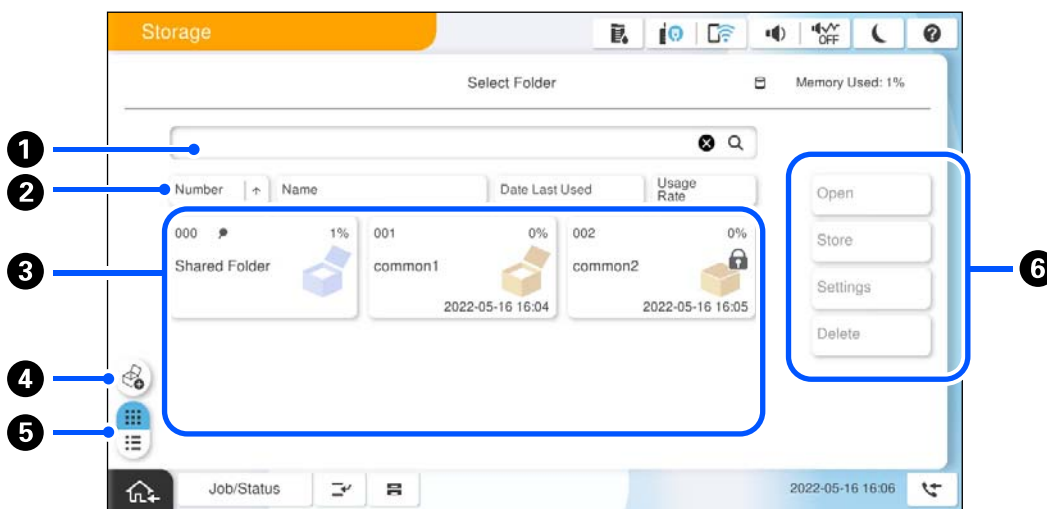 Storage
OFF
Select Folder
Memory Used: 1%
1
2
Number
Name
Date Last Used
Usage
Rate
3
000
1%
Shared Folder
001
0%
common1
2022-05-16 16:04
002
0%
common2
2022-05-16 16:05
Open
Store
Settings
Delete
6
4
5
Job/Status
2022-05-16 16:06